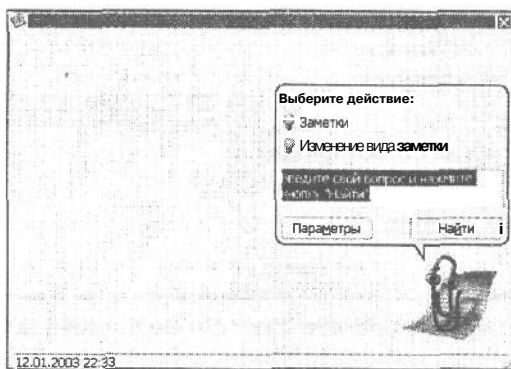 Выберите действие:
Заметки
Изменение вида заметки
введите свой вопрос и нажмите
кнопку "Найти"
Параметры Найти
12.01.2003 22:33